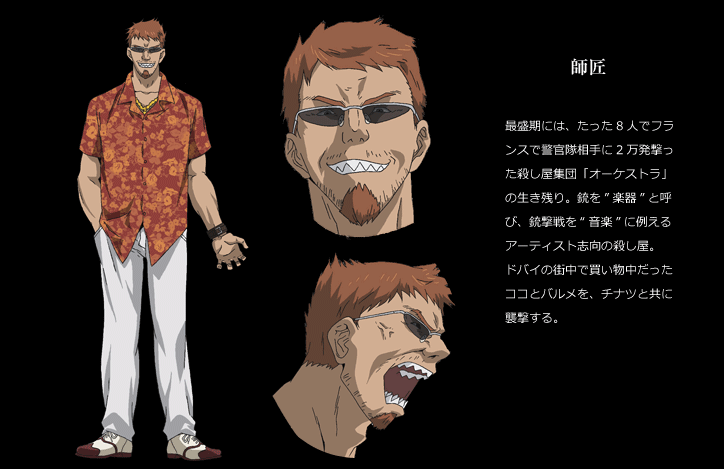 師匠
最盛期には、たった8人でフラ
ンスで警官隊相手に2万発撃っ
た殺し屋集団「オーケストラ」
の生き残り。銃を”楽器”と呼
び、銃撃戦を“音楽”に例える
アーティスト志向の殺し屋。
ドバイの街中で買い物中だった
ココとバルメを、チナツと共に
襲撃する。